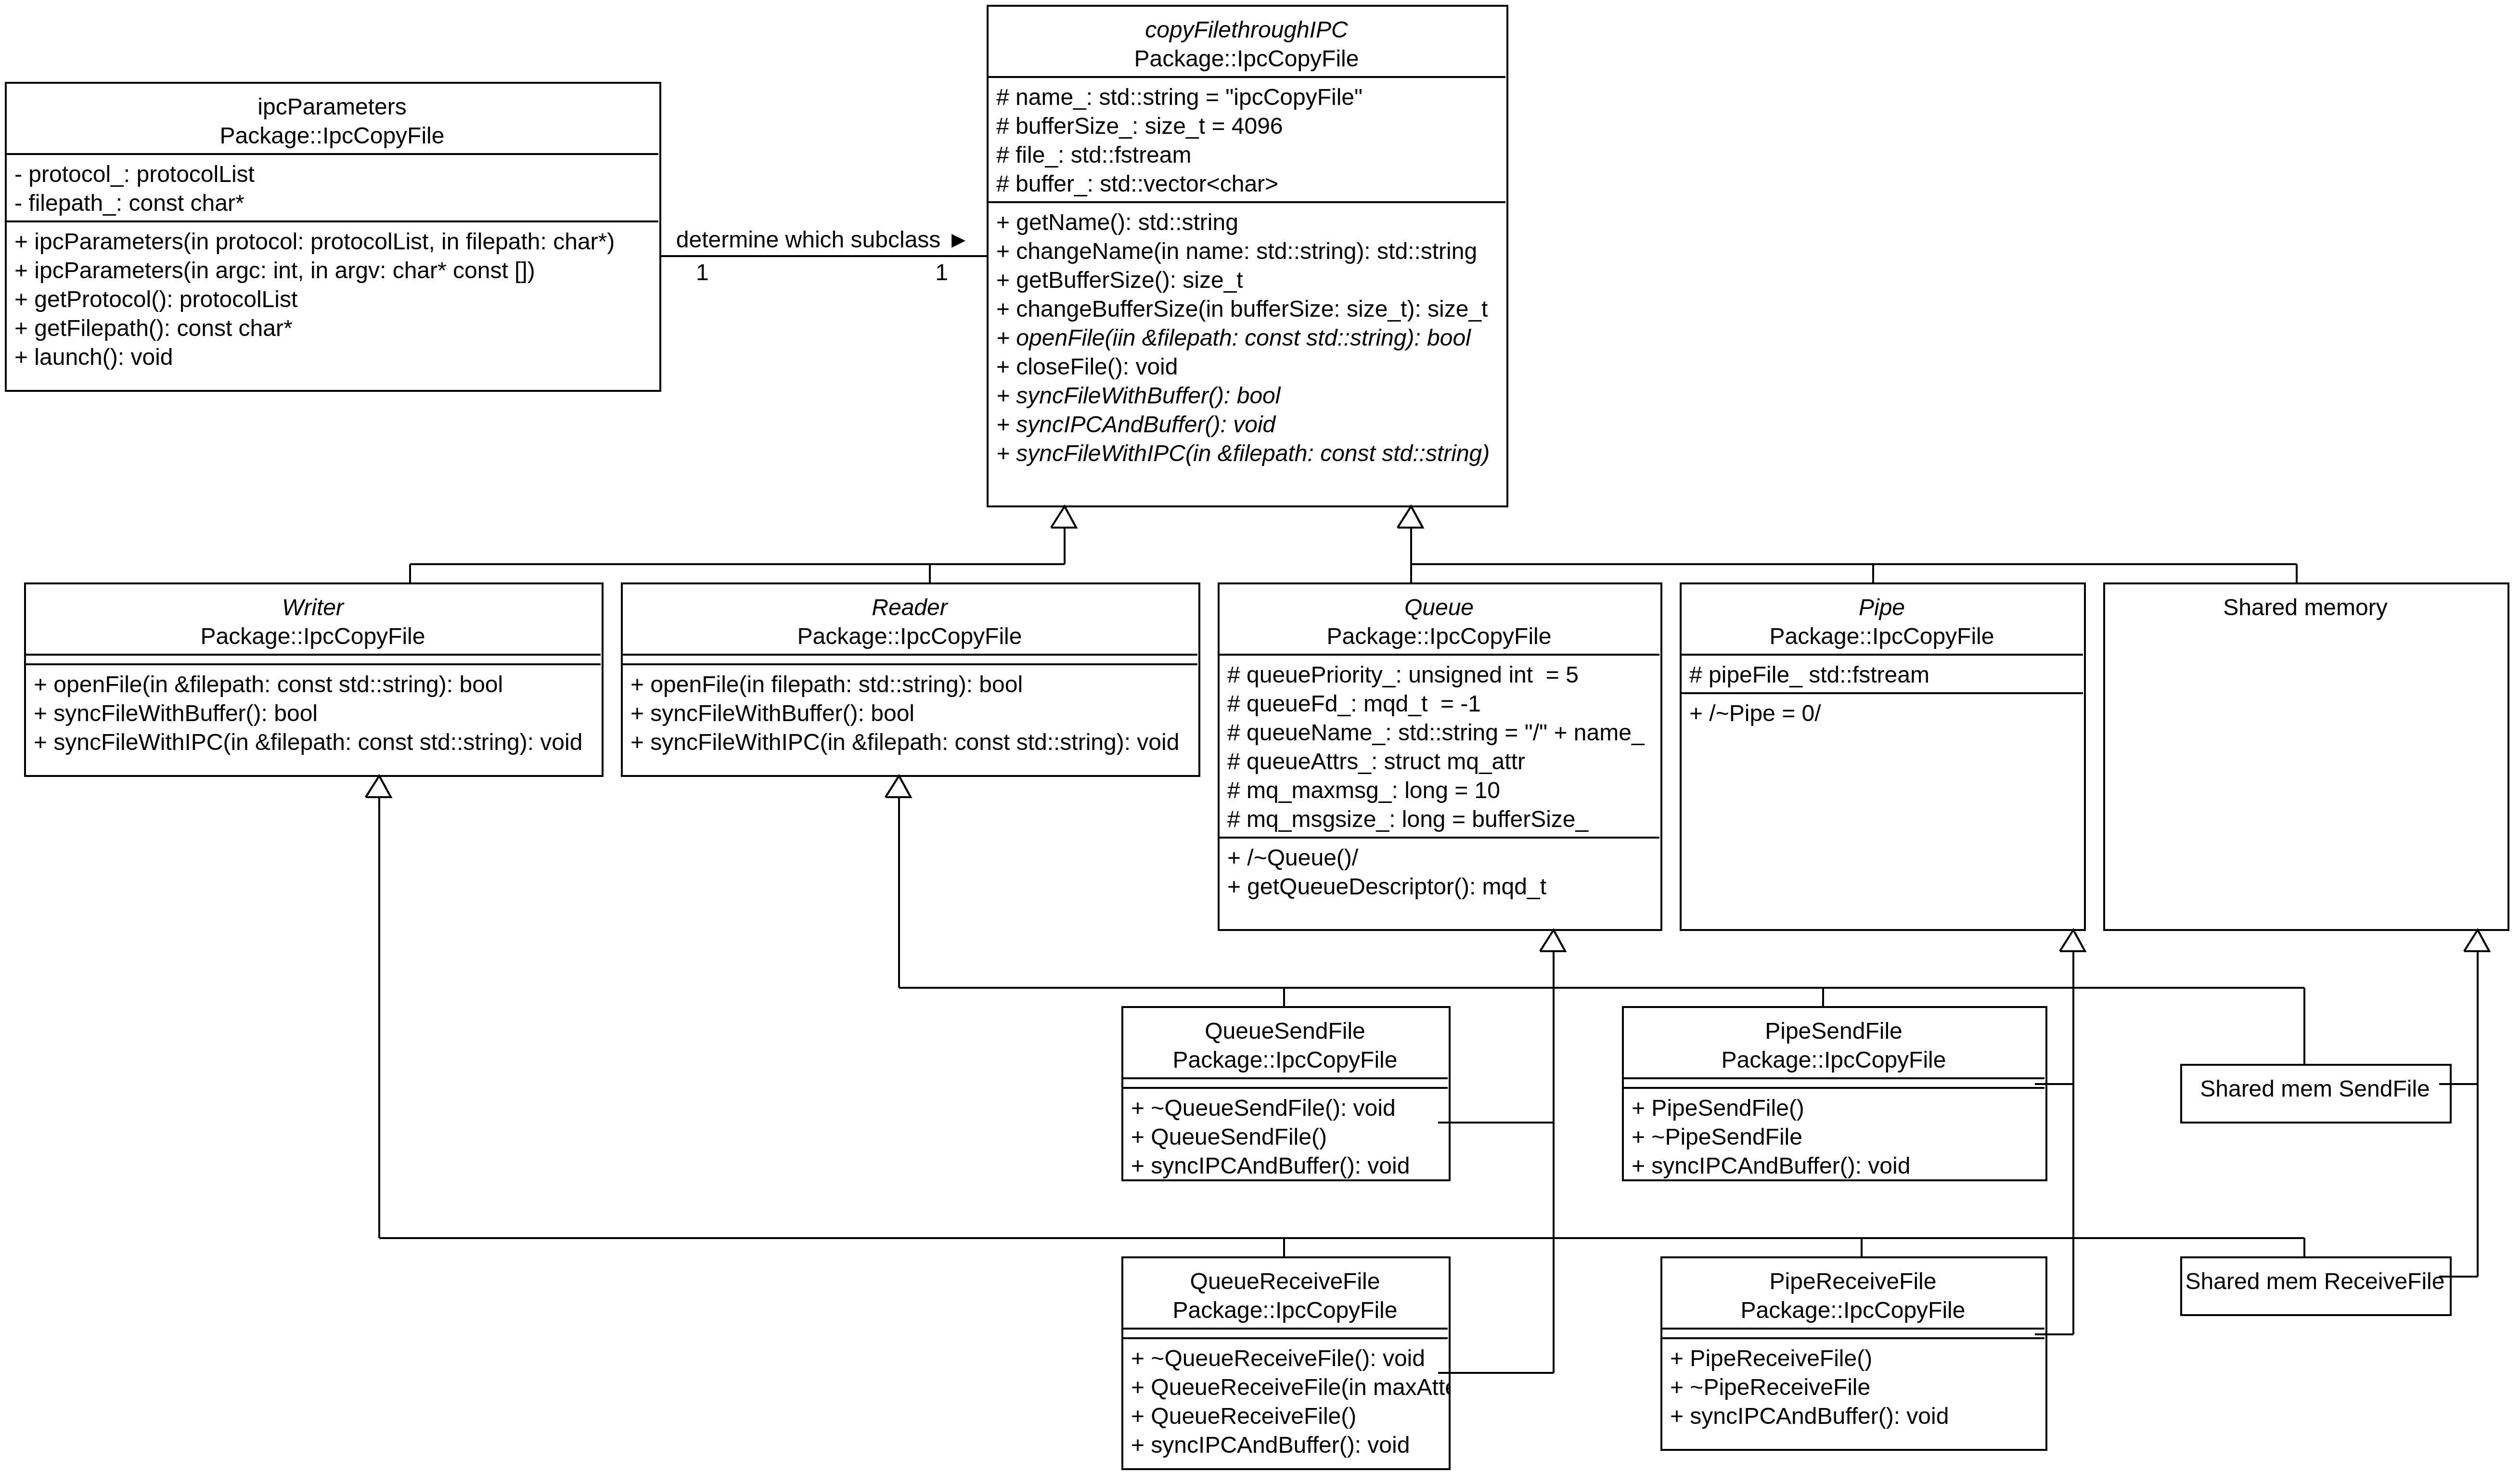 copyFilethroughIPC
Package::IpcCopyFile
# name_: std::string = "ipcCopyFile"
# bufferSize_: size_t = 4096
# file_: std::fstream
# buffer_: std::vector<char>
+ getName(): std::string
+ changeName(in name: std::string): std::string
+ getBufferSize(): size_t
+ changeBufferSize(in bufferSize: size_t): size_t
+ openFile(iin &filepath: const std::string): bool
+ closeFile(): void
+ syncFileWithBuffer(): bool
+ syncIPCAndBuffer(): void
+ syncFileWithIPC(in &filepath: const std::string)
ipcParameters
Package::IpcCopyFile
- protocol_: protocolList
- filepath_: const char*
+ ipcParameters(in protocol: protocolList, in filepath: char*)
+ ipcParameters(in argc: int, in argv: char* const [])
+ getProtocol(): protocolList
+ getFilepath(): const char*
+ launch(): void
determine which subclass ►
1 1
Writer
Package::IpcCopyFile
+ openFile(in &filepath: const std::string): bool
+ syncFileWithBuffer(): bool
+ syncFileWithIPC(in &filepath: const std::string): void
Reader
Package::IpcCopyFile
+ openFile(in filepath: std::string): bool
+ syncFileWithBuffer(): bool
+ syncFileWithIPC(in &filepath: const std::string): void
Queue
Package::IpcCopyFile
# queuePriority_: unsigned int  = 5
# queueFd_: mqd_t  = -1
# queueName_: std::string = "/" + name_
# queueAttrs_: struct mq_attr
# mq_maxmsg_: long = 10
# mq_msgsize_: long = bufferSize_
+ /~Queue()/
+ getQueueDescriptor(): mqd_t
Pipe
Package::IpcCopyFile
# pipeFile_ std::fstream
+ /~Pipe = 0/
Shared memory
QueueSendFile
Package::IpcCopyFile
+ ~QueueSendFile(): void
+ QueueSendFile()
+ syncIPCAndBuffer(): void
PipeSendFile
Package::IpcCopyFile
+ PipeSendFile()
+ ~PipeSendFile
+ syncIPCAndBuffer(): void
Shared mem SendFile
QueueReceiveFile
Package::IpcCopyFile
+ ~QueueReceiveFile(): void
+ QueueReceiveFile(in maxAtte
+ QueueReceiveFile()
+ syncIPCAndBuffer(): void
PipeReceiveFile
Package::IpcCopyFile
+ PipeReceiveFile()
+ ~PipeReceiveFile
+ syncIPCAndBuffer(): void
Shared mem ReceiveFile